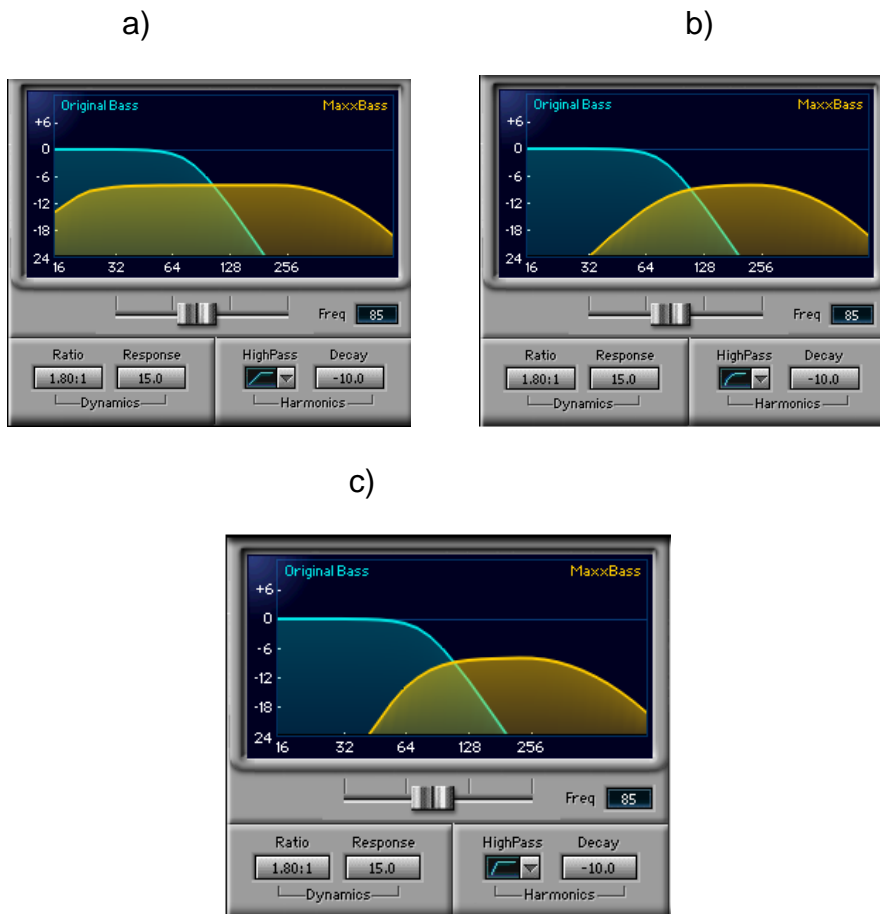 a)
Original Bass MaxxBass
+6
0
-6
-12
-18
24
16 32 64 128 256
Freq 85
Ratio Response HighPass Decay
1.80:1 15.0 -10.0
Dynamics Harmonics
b)
Original Bass MaxxBass
+6
0
-6
-12
-18
24
16 32 64 128 256
Freq 85
Ratio Response HighPass Decay
1.80:1 15.0 -10.0
Dynamics Harmonics
c)
Original Bass MaxxBass
+6
0
-6
-12
-18
24
16 32 64 128 256
Freq 85
Ratio Response HighPass Decay
1.80:1 15.0 -10.0
Dynamics Harmonics